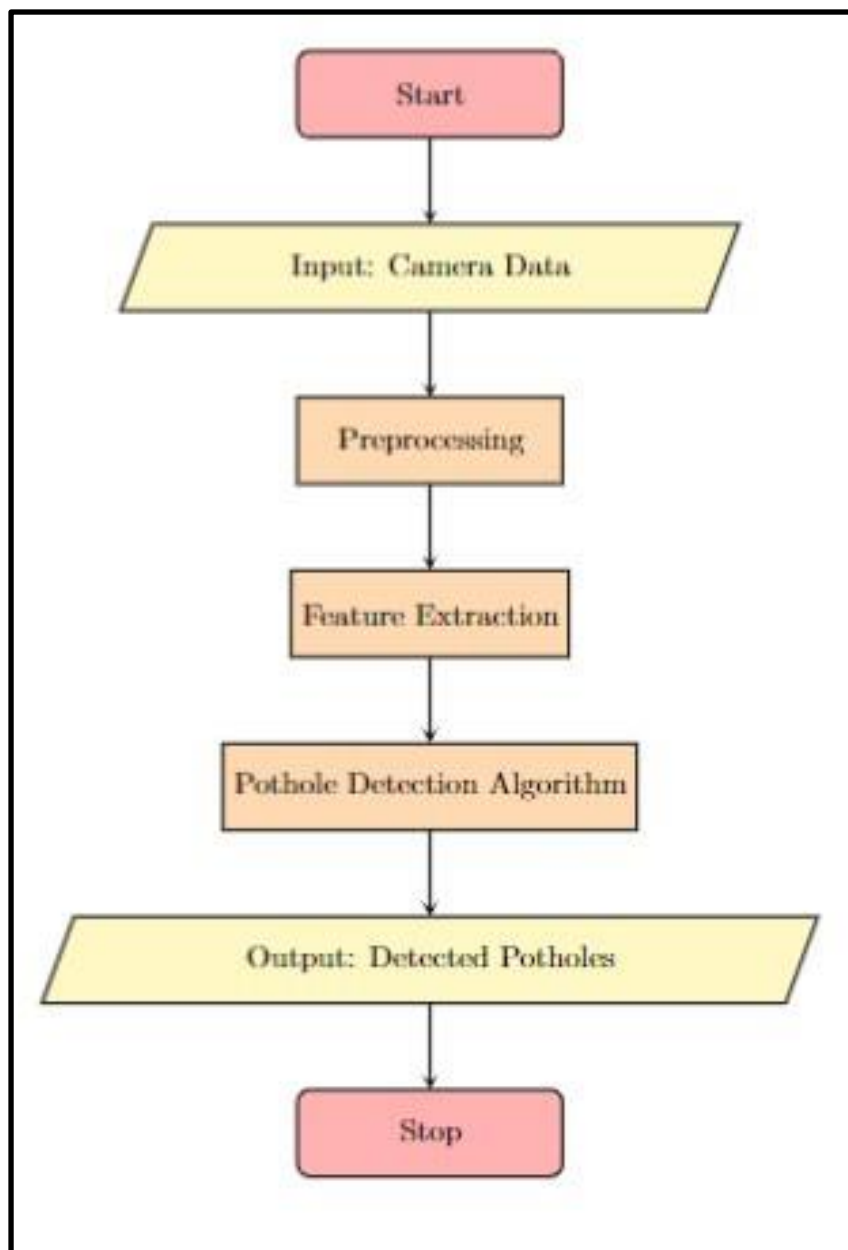 Start
Input: Camera Data
Preprocessing
Feature Extraction
Pothole Detection Algorithm
Output: Detected Potholes
Stop